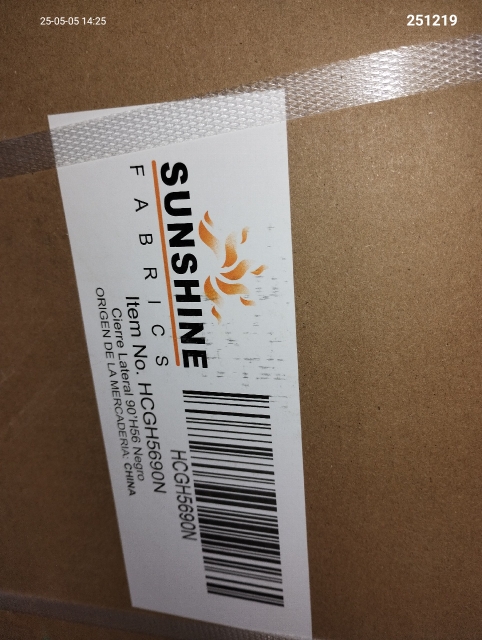 25-05-05 14:25
251219
SUNSHINE
FABRICS
HCGH5690N
Item No. HCGH5690N
Cierre Lateral 90"H56 Negro
ORIGEN DE LA MERCADERIA: CHINA